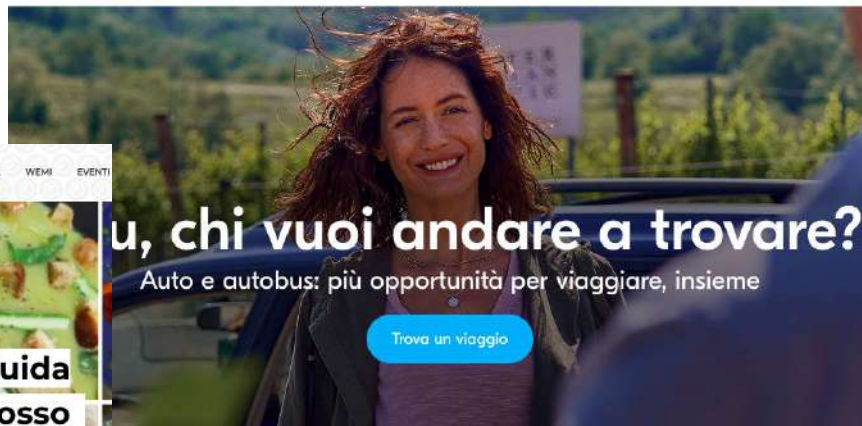 WEMI EVENTI
u, chi vuoi andare a trovare?
Auto e autobus: più opportunità per viaggiare, insieme
Trova un viaggio
uida
osso